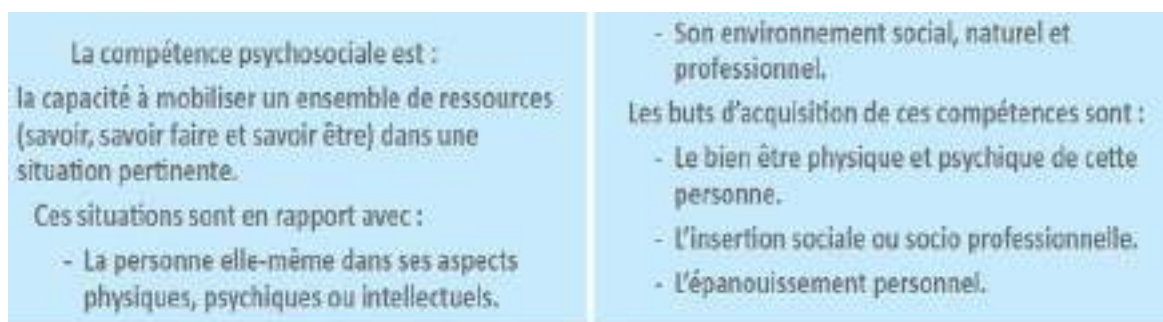 La compétence psychosociale est :
la capacité à mobiliser un ensemble de ressources
(savoir, savoir faire et savoir être) dans une
situation pertinente.
Ces situations sont en rapport avec :
- La personne elle-même dans ses aspects
physiques, psychiques ou intellectuels.
- Son environnement social, naturel et
professionnel.
Les buts d'acquisition de ces compétences sont :
- Le bien être physique et psychique de cette
personne.
- L'insertion sociale ou socio professionnelle.
- L'épanouissement personnel.